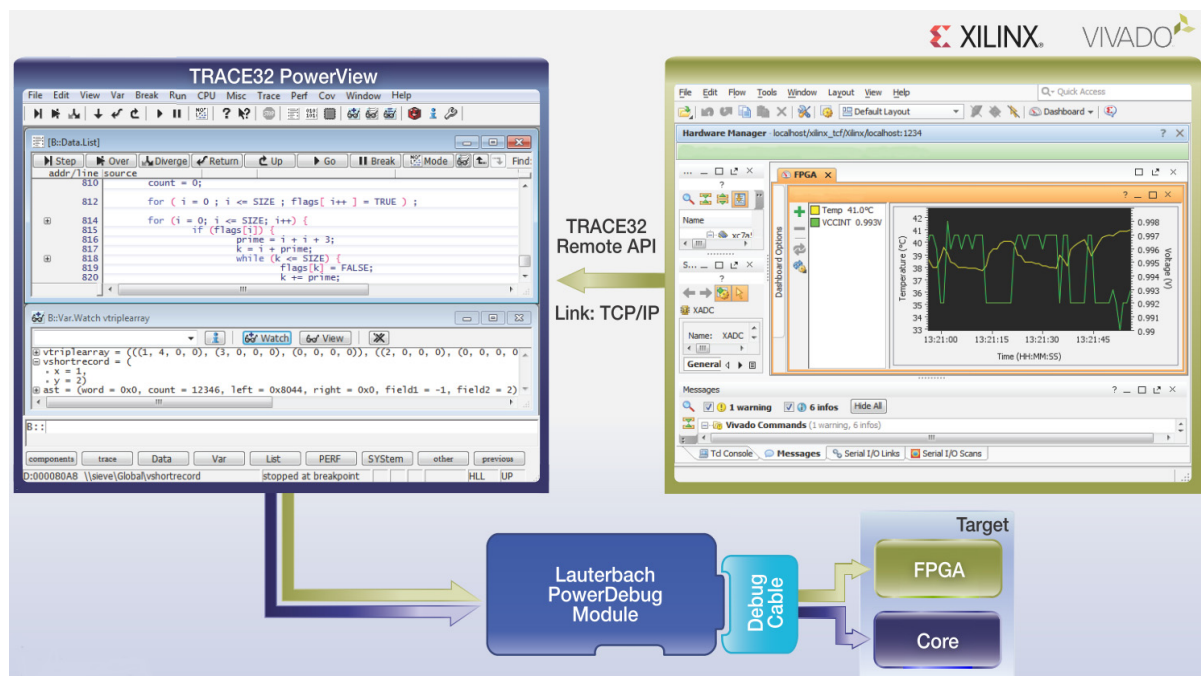 XILINX®
VIVADO
TRACE32 PowerView
File Edit View Var Break Run CPU Misc Trace Perf Cov Window Help
[B::Data.List]
Step Over Diverge Return Up Go Break Mode Find:
addr/line source
810 count = 0;
812 for ( i = 0 ; i <= SIZE ; flags[ i++ ] = TRUE ) ;
814 for (i = 0; i <= SIZE; i++) {
815 if (flags[i]) {
816 prime = i + i + 3;
817 k = i + prime;
818 while (k <= SIZE) {
819 flags[k] = FALSE;
820 k += prime;
B::Var.Watch vtriplearray
Watch View
vtriplearray = (((1, 4, 0, 0), (3, 0, 0, 0), (0, 0, 0, 0)), ((2, 0, 0, 0), (0, 0, 0, 0
vshortrecord = (
x = 1,
y = 2)
ast = (word = 0x0, count = 12346, left = 0x8044, right = 0x0, field1 = -1, field2 = 2)
B::
components trace Data Var List PERF SYStem other previous
D:000080A8 \\sieve\Global\vshortrecord stopped at breakpoint HLL UP
TRACE32
Remote API
Link: TCP/IP
File Edit Flow Tools Window Layout View Help
Q- Quick Access
Default Layout Dashboard
Hardware Manager - localhost/xilinx_tcf/Xilinx/localhost:1234
FPGA
Name
xc7a
S...
XADC
Name: XADC
General
Dashboard Options
Temp 41.0°C
VCCINT 0.993V
Temperature (°C)
42
41
40
39
38
37
36
35
34
33
0.998
0.997
0.996
0.995
0.994
0.993
0.992
0.991
0.99
Voltage (V)
13:21:00 13:21:15 13:21:30 13:21:45
Time (HH:MM:SS)
Messages
1 warning 6 infos Hide All
Vivado Commands (1 warning, 6 infos)
Tcl Console Messages Serial I/O Links Serial I/O Scans
Lauterbach
PowerDebug
Module
Debug
Cable
Target
FPGA
Core